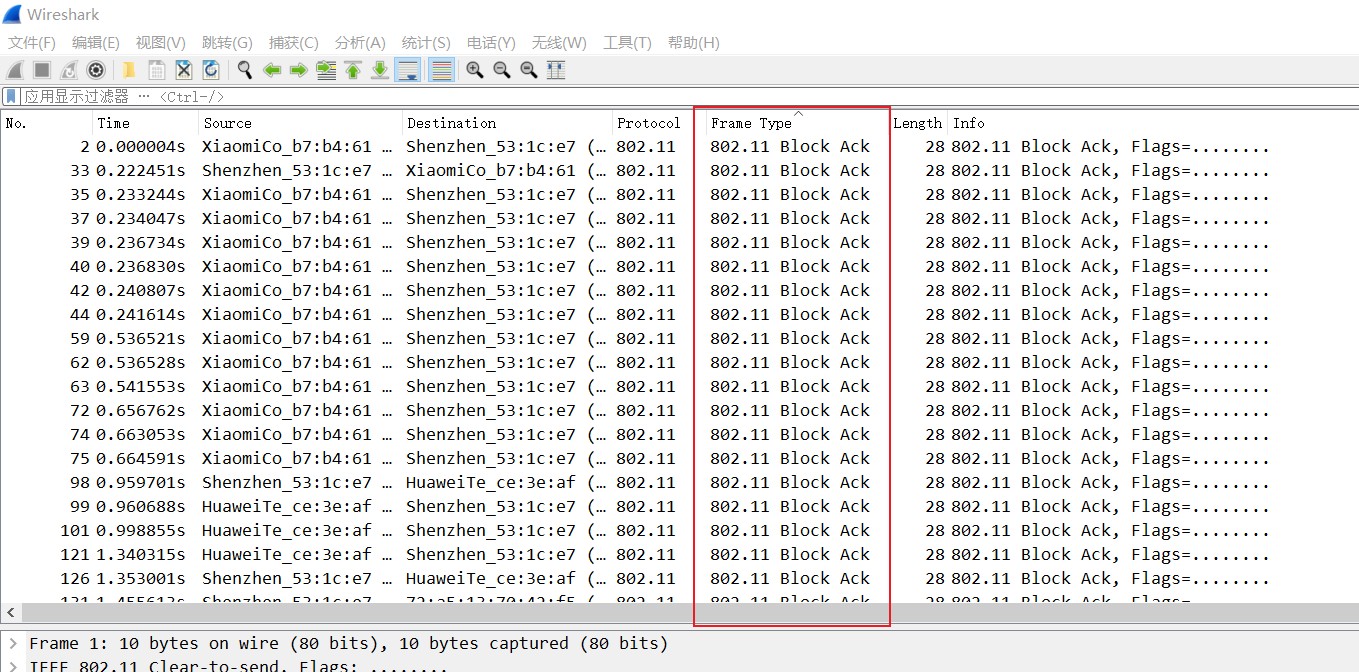 Wireshark
文件(F) 编辑(E) 视图(V) 跳转(G) 捕获(C) 分析(A) 统计(S) 电话(Y) 无线(W) 工具(T) 帮助(H)
应用显示过滤器 … <Ctrl-/>
No. Time Source Destination Protocol Frame Type Length Info
2 0.000004s XiaomiCo_b7:b4:61 … Shenzhen_53:1c:e7 (… 802.11 802.11 Block Ack 28 802.11 Block Ack, Flags=........
33 0.222451s Shenzhen_53:1c:e7 … XiaomiCo_b7:b4:61 (… 802.11 802.11 Block Ack 28 802.11 Block Ack, Flags=........
35 0.233244s XiaomiCo_b7:b4:61 … Shenzhen_53:1c:e7 (… 802.11 802.11 Block Ack 28 802.11 Block Ack, Flags=........
37 0.234047s XiaomiCo_b7:b4:61 … Shenzhen_53:1c:e7 (… 802.11 802.11 Block Ack 28 802.11 Block Ack, Flags=........
39 0.236734s XiaomiCo_b7:b4:61 … Shenzhen_53:1c:e7 (… 802.11 802.11 Block Ack 28 802.11 Block Ack, Flags=........
40 0.236830s XiaomiCo_b7:b4:61 … Shenzhen_53:1c:e7 (… 802.11 802.11 Block Ack 28 802.11 Block Ack, Flags=........
42 0.240807s XiaomiCo_b7:b4:61 … Shenzhen_53:1c:e7 (… 802.11 802.11 Block Ack 28 802.11 Block Ack, Flags=........
44 0.241614s XiaomiCo_b7:b4:61 … Shenzhen_53:1c:e7 (… 802.11 802.11 Block Ack 28 802.11 Block Ack, Flags=........
59 0.536521s XiaomiCo_b7:b4:61 … Shenzhen_53:1c:e7 (… 802.11 802.11 Block Ack 28 802.11 Block Ack, Flags=........
62 0.536528s XiaomiCo_b7:b4:61 … Shenzhen_53:1c:e7 (… 802.11 802.11 Block Ack 28 802.11 Block Ack, Flags=........
63 0.541553s XiaomiCo_b7:b4:61 … Shenzhen_53:1c:e7 (… 802.11 802.11 Block Ack 28 802.11 Block Ack, Flags=........
72 0.656762s XiaomiCo_b7:b4:61 … Shenzhen_53:1c:e7 (… 802.11 802.11 Block Ack 28 802.11 Block Ack, Flags=........
74 0.663053s XiaomiCo_b7:b4:61 … Shenzhen_53:1c:e7 (… 802.11 802.11 Block Ack 28 802.11 Block Ack, Flags=........
75 0.664591s XiaomiCo_b7:b4:61 … Shenzhen_53:1c:e7 (… 802.11 802.11 Block Ack 28 802.11 Block Ack, Flags=........
98 0.959701s Shenzhen_53:1c:e7 … HuaweiTe_ce:3e:af (… 802.11 802.11 Block Ack 28 802.11 Block Ack, Flags=........
99 0.960688s HuaweiTe_ce:3e:af … Shenzhen_53:1c:e7 (… 802.11 802.11 Block Ack 28 802.11 Block Ack, Flags=........
101 0.998855s HuaweiTe_ce:3e:af … Shenzhen_53:1c:e7 (… 802.11 802.11 Block Ack 28 802.11 Block Ack, Flags=........
121 1.340315s HuaweiTe_ce:3e:af … Shenzhen_53:1c:e7 (… 802.11 802.11 Block Ack 28 802.11 Block Ack, Flags=........
126 1.353001s Shenzhen_53:1c:e7 … HuaweiTe_ce:3e:af (… 802.11 802.11 Block Ack 28 802.11 Block Ack, Flags=........
Frame 1: 10 bytes on wire (80 bits), 10 bytes captured (80 bits)
IEEE 802.11 Clear-to-send, Flags: ........